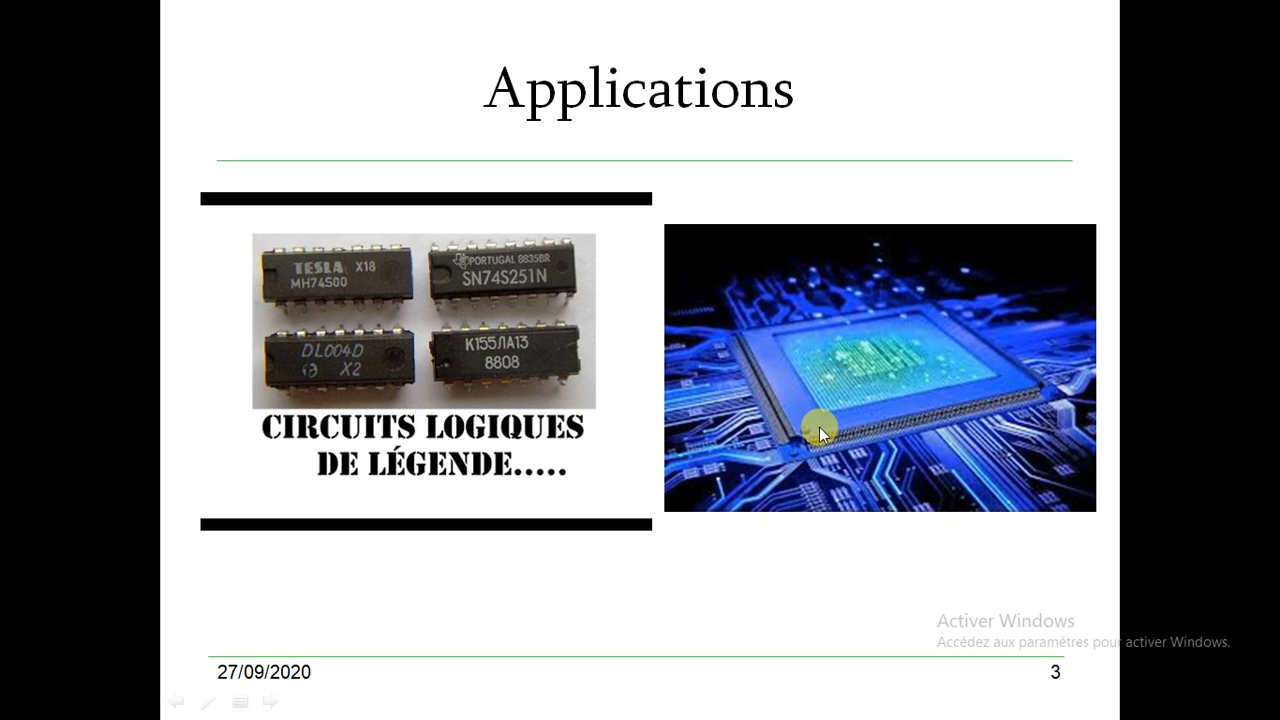 Applications
TESLA X18
MH74S00
PORTUGAL 8835BR
SN74S251N
DL004D
X2
К155ЛА13
8808
CIRCUITS LOGIQUES
DE LÉGENDE.....
Activer Windows
Accédez aux paramètres pour activer Windows.
27/09/2020
3